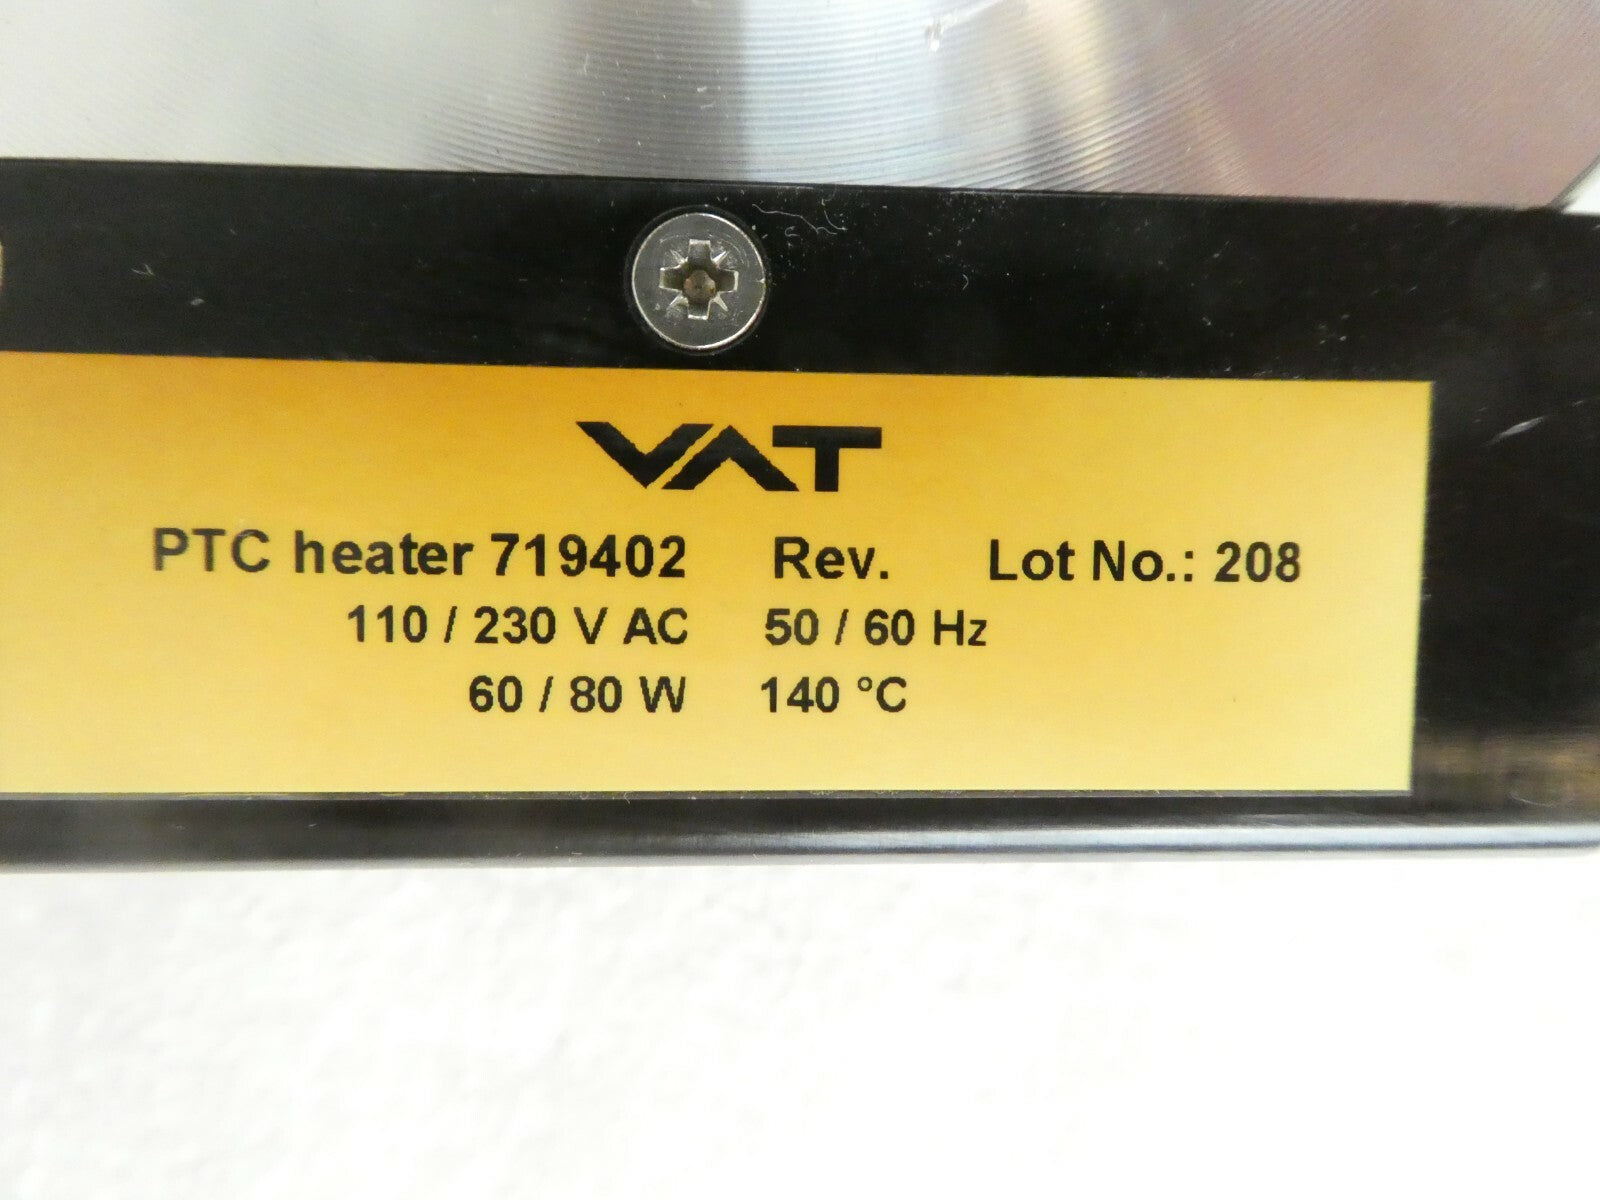 VAT
PTC heater 719402 Rev. Lot No.: 208
110 / 230 V AC 50 / 60 Hz
60 / 80 W 140 °C